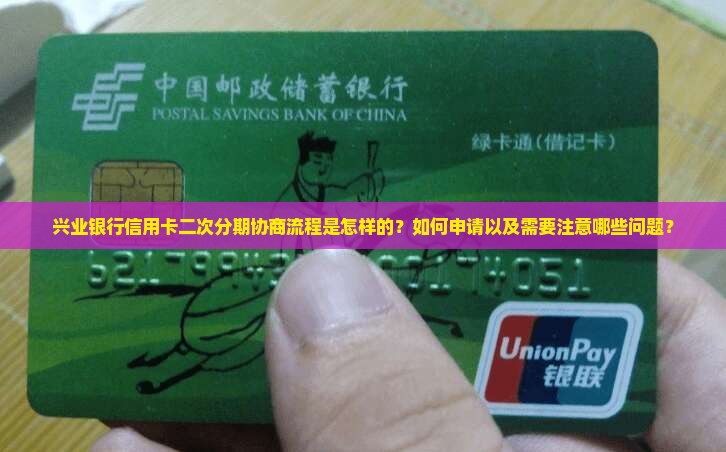 中国邮政储蓄银行
POSTAL SAVINGS BANK OF CHINA
绿卡通(借记卡)
兴业银行信用卡二次分期协商流程是怎样的？如何申请以及需要注意哪些问题？
UnionPay
银联